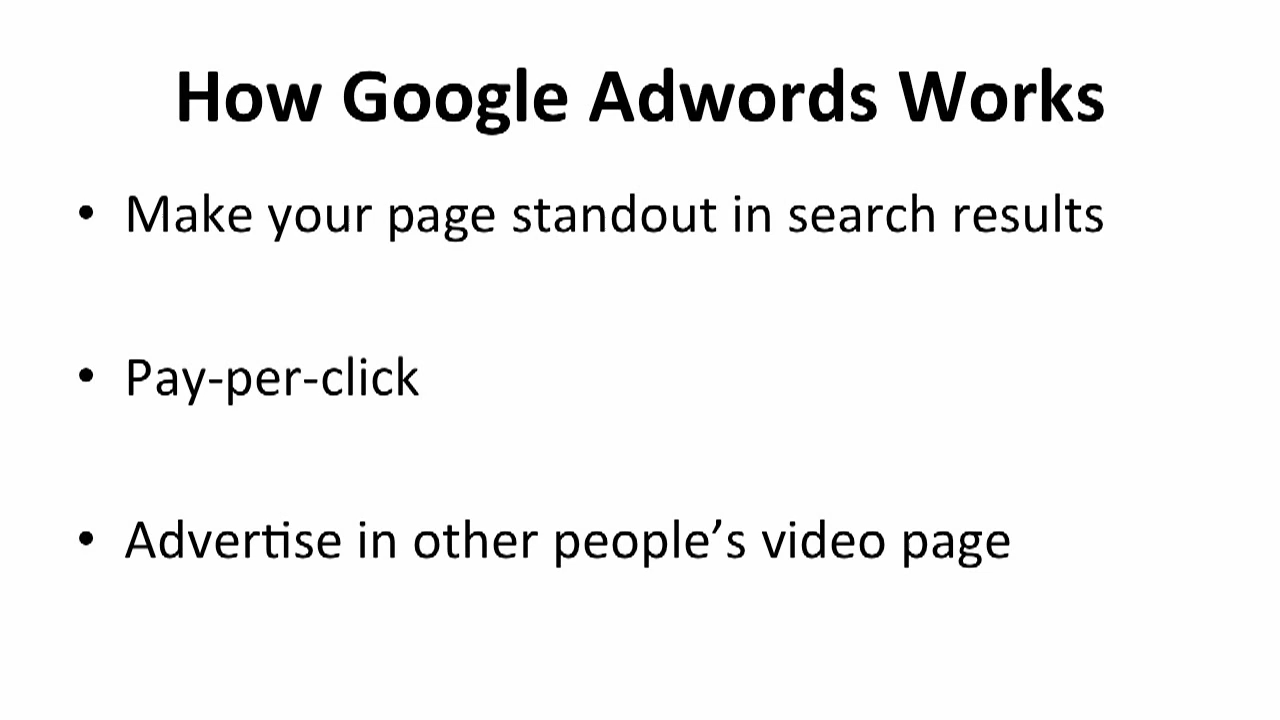 How Google Adwords Works
• Make your page standout in search results
• Pay-per-click
• Advertise in other people’s video page